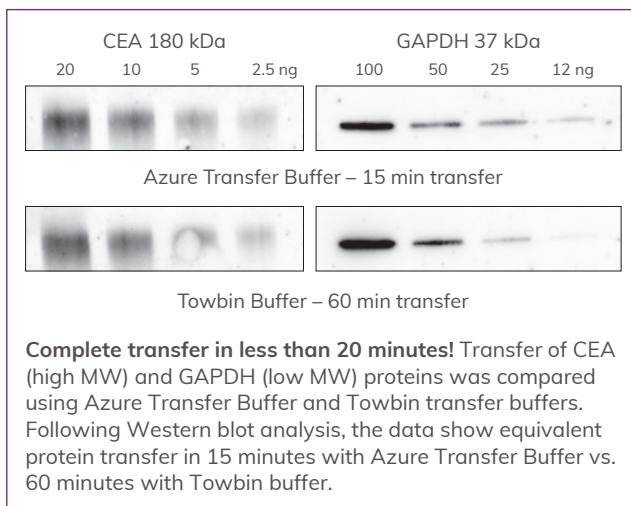 CEA 180 kDa
GAPDH 37 kDa
20 10 5 2.5 ng
100 50 25 12 ng
Azure Transfer Buffer – 15 min transfer
Towbin Buffer – 60 min transfer
Complete transfer in less than 20 minutes! Transfer of CEA
(high MW) and GAPDH (low MW) proteins was compared
using Azure Transfer Buffer and Towbin transfer buffers.
Following Western blot analysis, the data show equivalent
protein transfer in 15 minutes with Azure Transfer Buffer vs.
60 minutes with Towbin buffer.